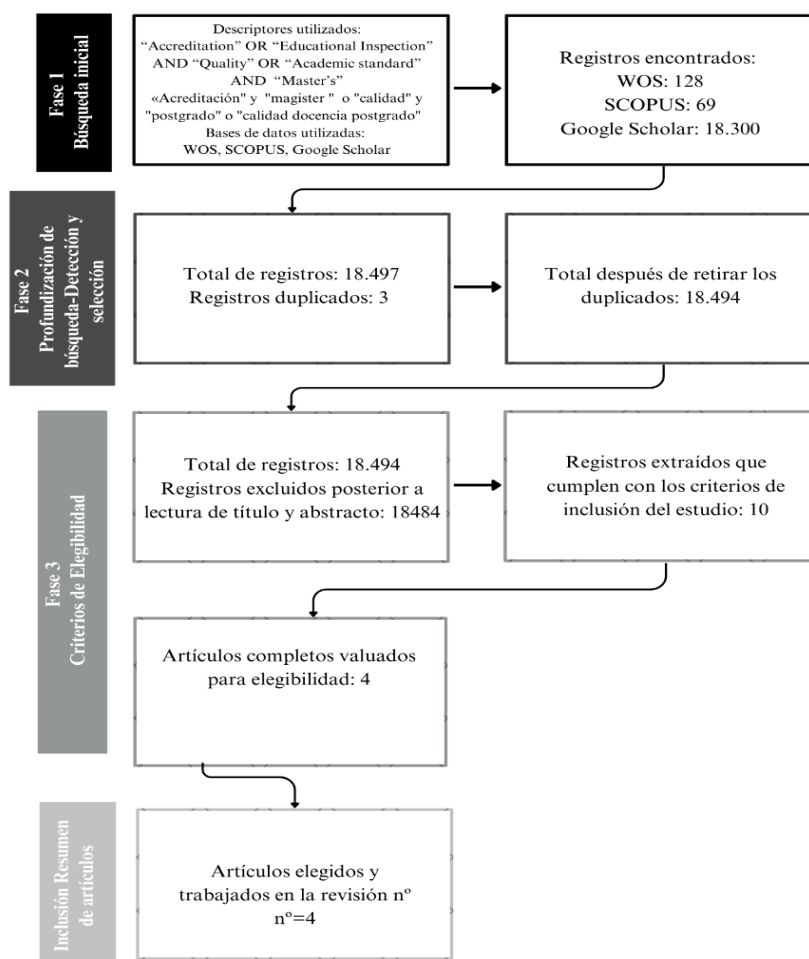 Fase 1
Búsqueda inicial
Descriptores utilizados:
“Accreditation” OR “Educational Inspection”
AND “Quality” OR “Academic standard”
AND “Master's”
«Acreditación" y "magister " o "calidad" y
"postgrado" o "calidad docencia postgrado"
Bases de datos utilizadas:
WOS, SCOPUS, Google Scholar
Registros encontrados:
WOS: 128
SCOPUS: 69
Google Scholar: 18.300
Fase 2
Profundización de
búsqueda-Detección y
selección
Total de registros: 18.497
Registros duplicados: 3
Total después de retirar los
duplicados: 18.494
Fase 3
Criterios de Elegibilidad
Total de registros: 18.494
Registros excluidos posterior a
lectura de título y abstracto: 18484
Registros extraídos que
cumplen con los criterios de
inclusión del estudio: 10
Artículos completos valuados
para elegibilidad: 4
Inclusión Resumen
de artículos
Artículos elegidos y
trabajados en la revisión nº
nº=4